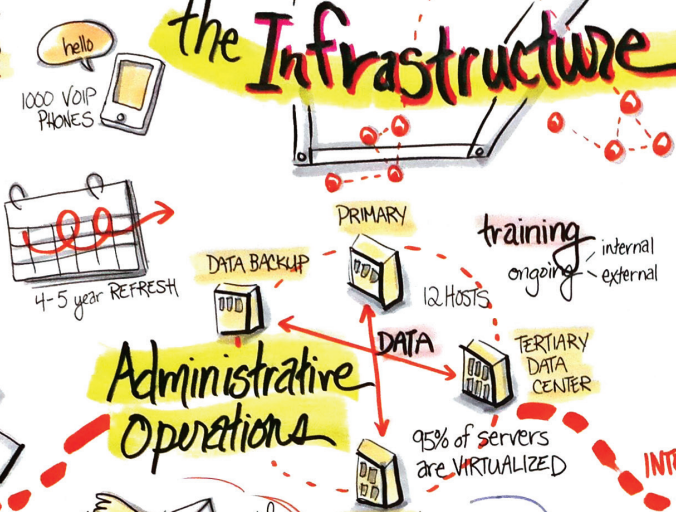 the Infrastructure
hello
1000 VOIP
PHONES
4-5 year REFRESH
PRIMARY
DATA BACKUP
12 HOSTS
DATA
training
ongoing
internal
external
TERTIARY
DATA
CENTER
Administrative
Operations
95% of servers
are VIRTUALIZED